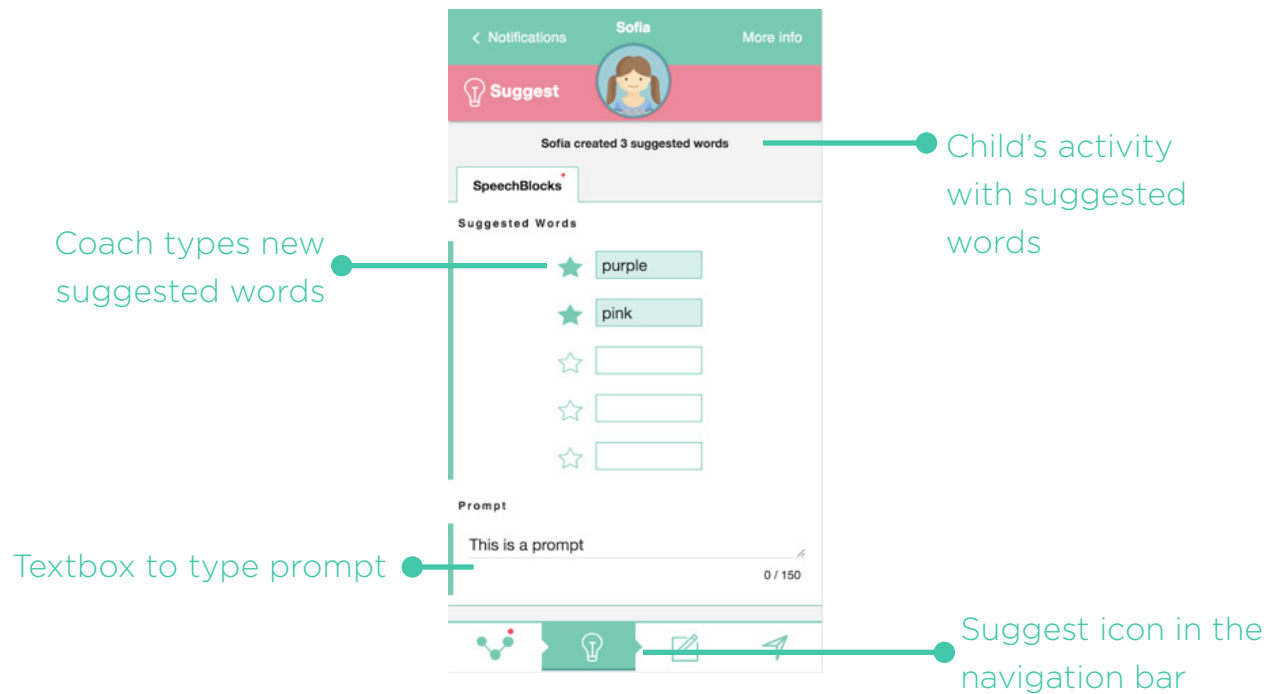 Notifications
Sofia
More info
Suggest
Sofia created 3 suggested words
SpeechBlocks
Suggested Words
purple
pink
Prompt
This is a prompt
0 / 150
Child's activity
with suggested
words
Coach types new
suggested words
Textbox to type prompt
Suggest icon in the
navigation bar